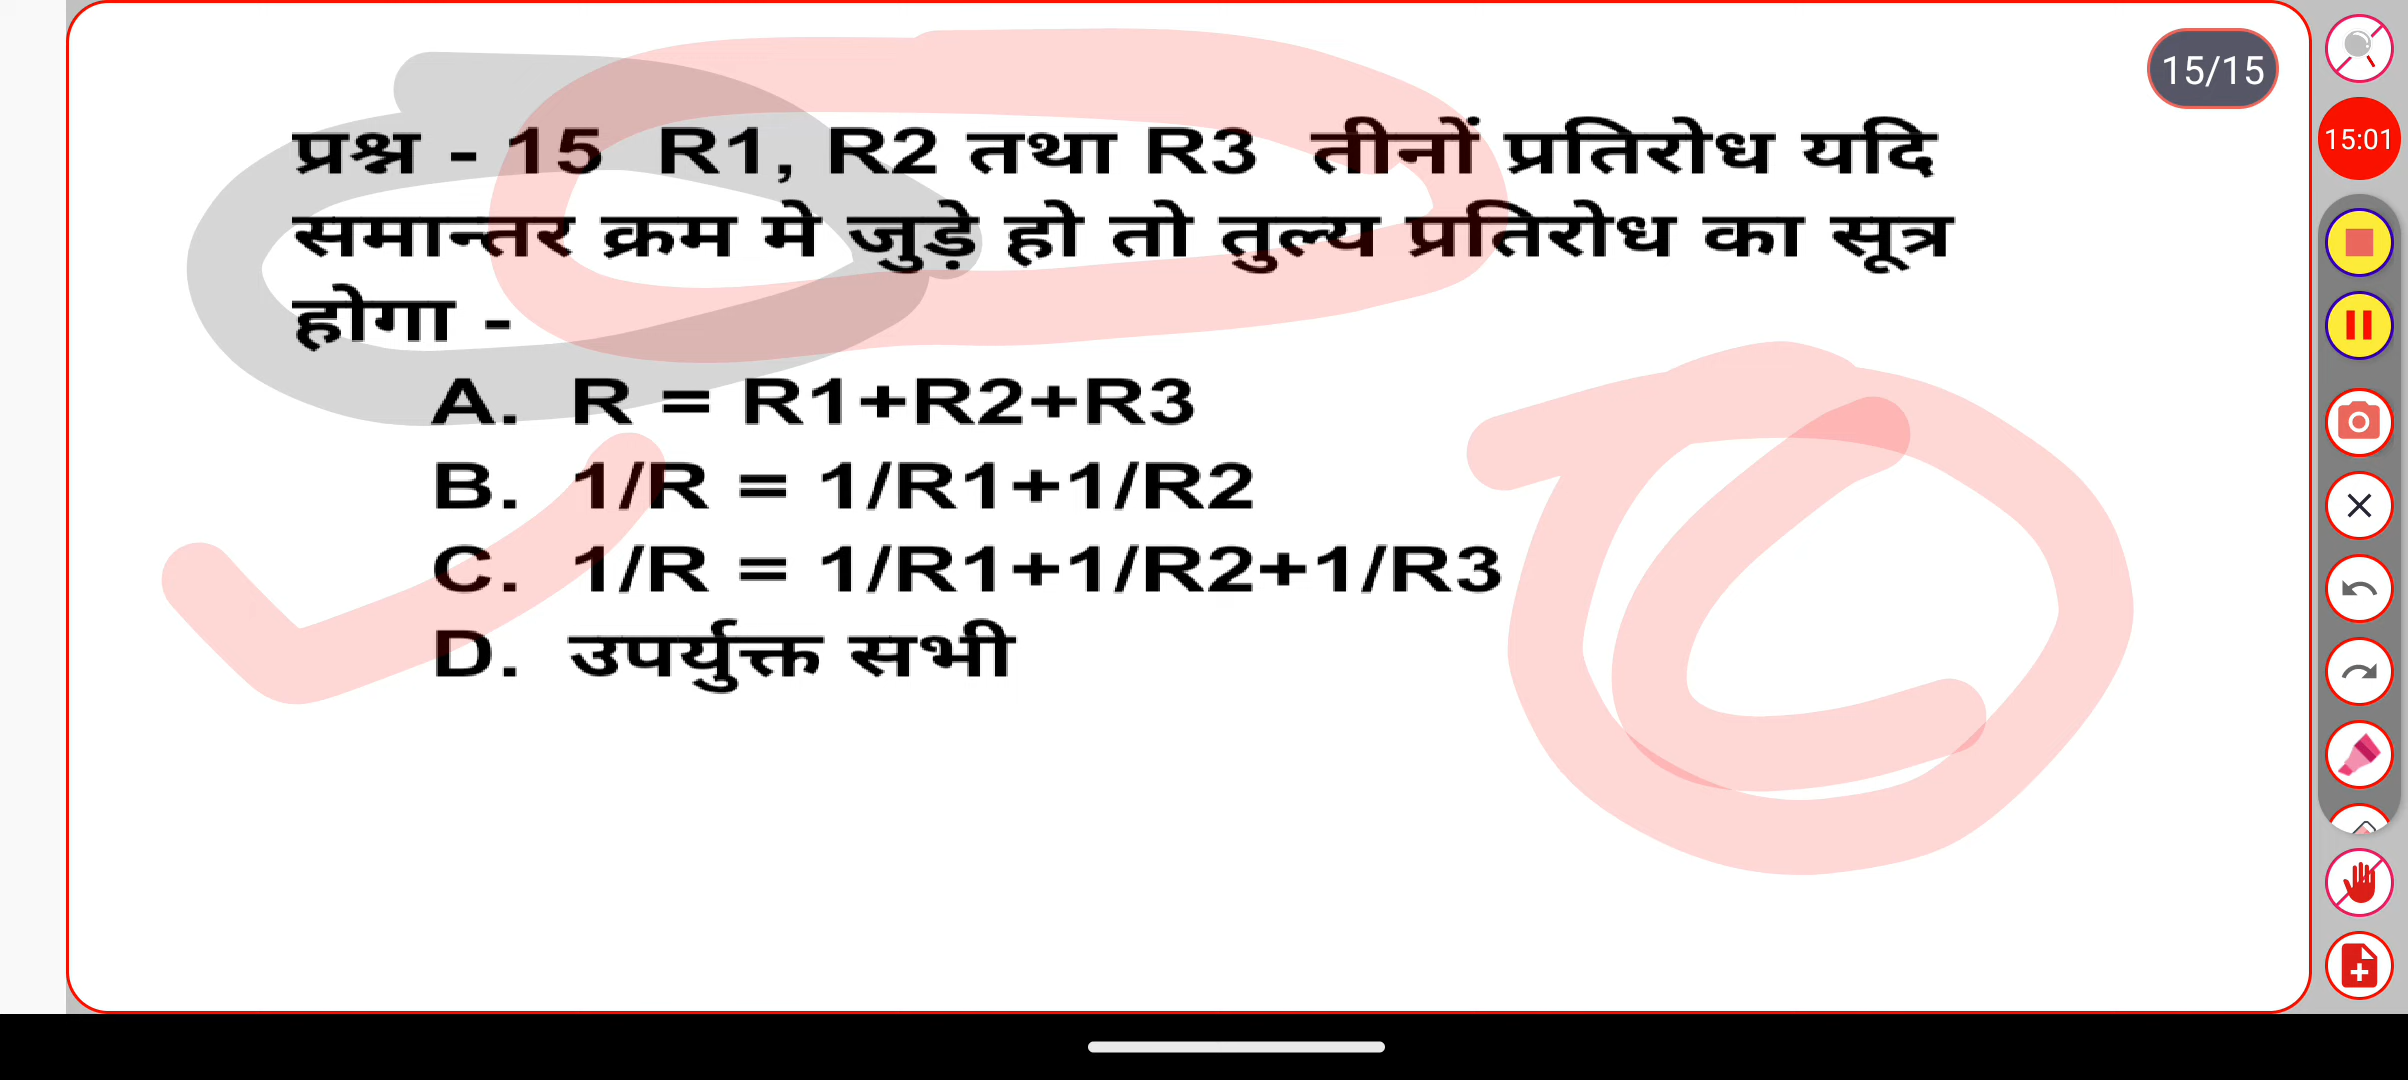 15/15
15:01
प्रश्न - 15 R1, R2 तथा R3 तीनों प्रतिरोध यदि
समान्तर क्रम मे जुड़े हो तो तुल्य प्रतिरोध का सूत्र
होगा -
A. R = R1+R2+R3
B. 1/R = 1/R1+1/R2
C. 1/R = 1/R1+1/R2+1/R3
D. उपर्युक्त सभी
C